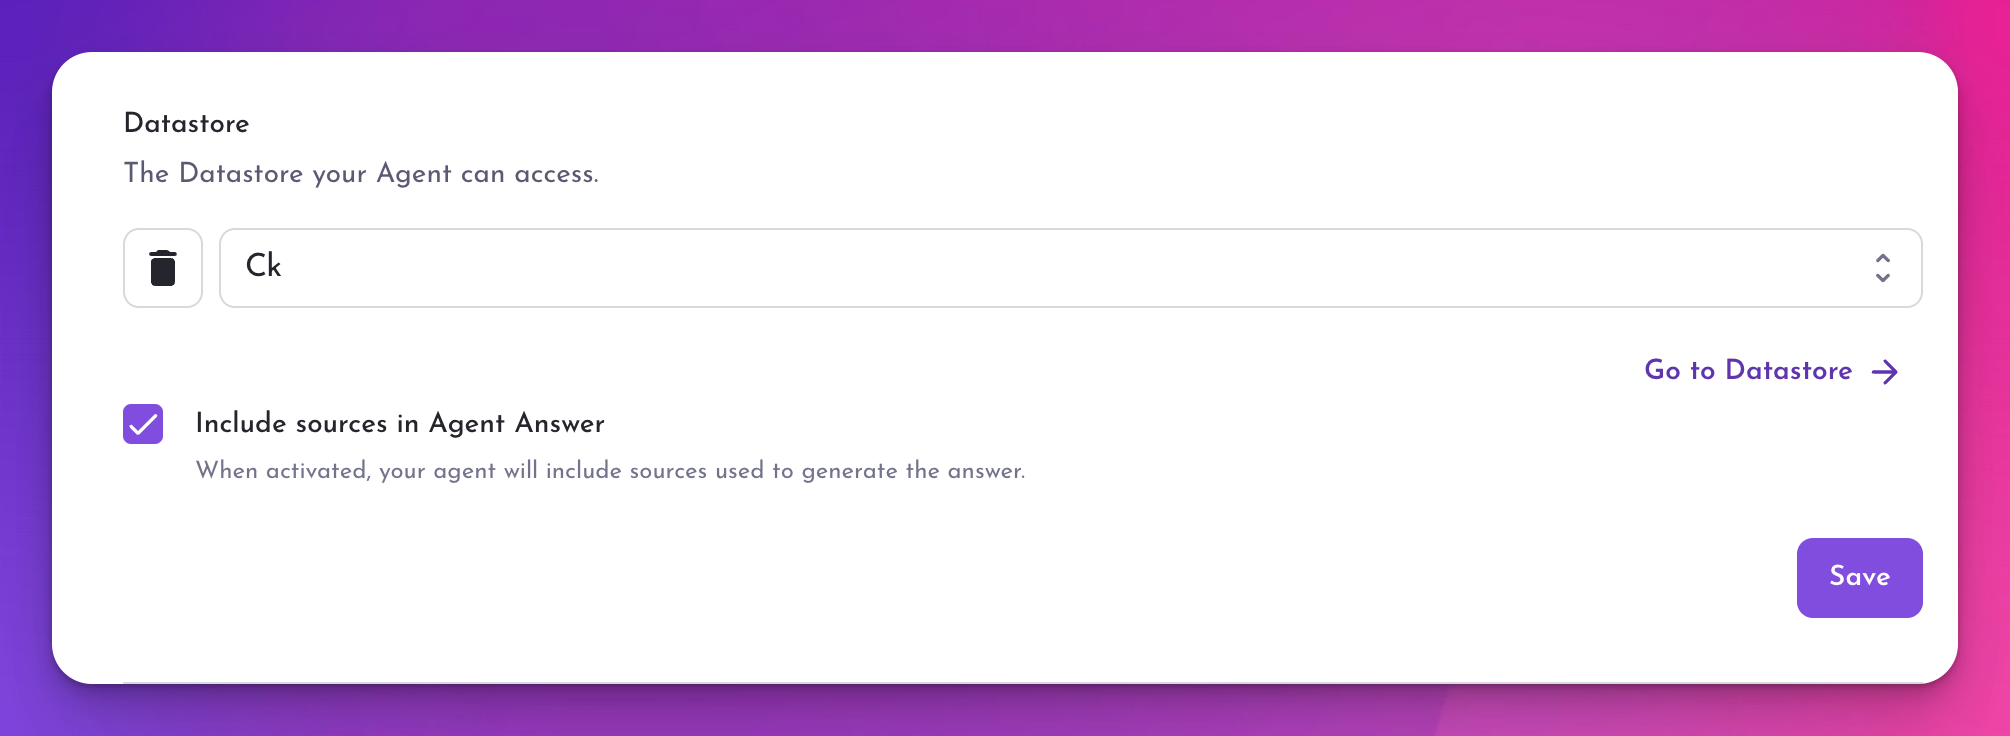 Datastore
The Datastore your Agent can access.
Ck
Go to Datastore
Include sources in Agent Answer
When activated, your agent will include sources used to generate the answer.
Save